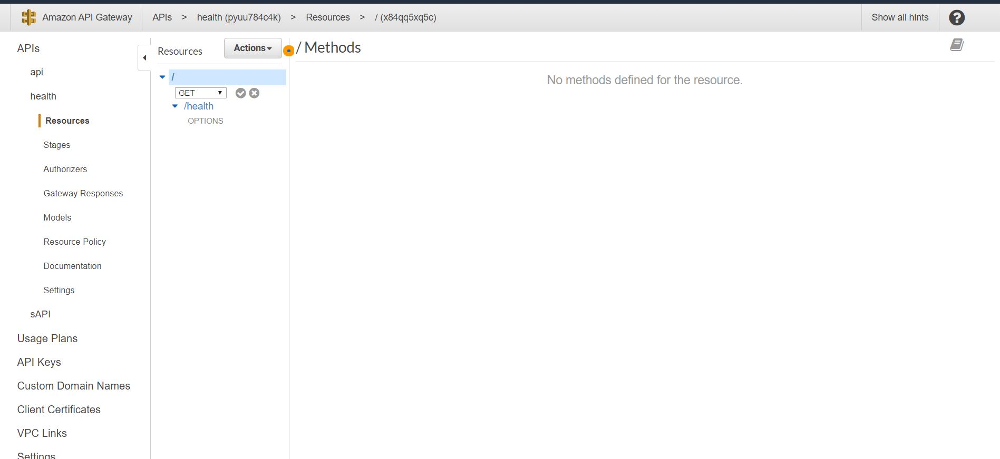 Amazon API Gateway
APIs > health (pyuu784c4k) > Resources > / (x84qq5xq5c)
Show all hints
?
APIs
api
health
Resources
Stages
Authorizers
Gateway Responses
Models
Resource Policy
Documentation
Settings
sAPI
Usage Plans
API Keys
Custom Domain Names
Client Certificates
VPC Links
Settings
Resources
Actions
/
GET
/health
OPTIONS
/ Methods
No methods defined for the resource.